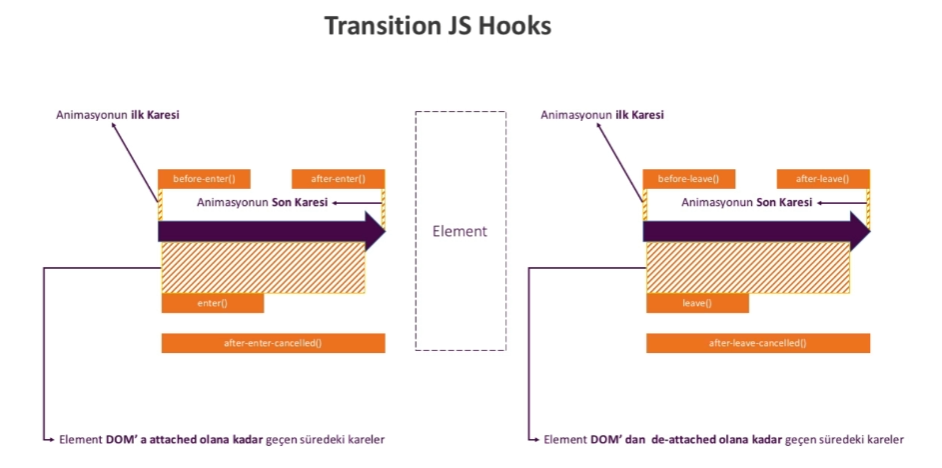 Transition JS Hooks
Animasyonun ilk Karesi
before-enter()
after-enter()
Animasyonun Son Karesi
enter()
after-enter-cancelled()
Element DOM' a attached olana kadar geçen süredeki kareler
Element
Animasyonun ilk Karesi
before-leave()
after-leave()
Animasyonun Son Karesi
leave()
after-leave-cancelled()
Element DOM' dan de-attached olana kadar geçen süredeki kareler